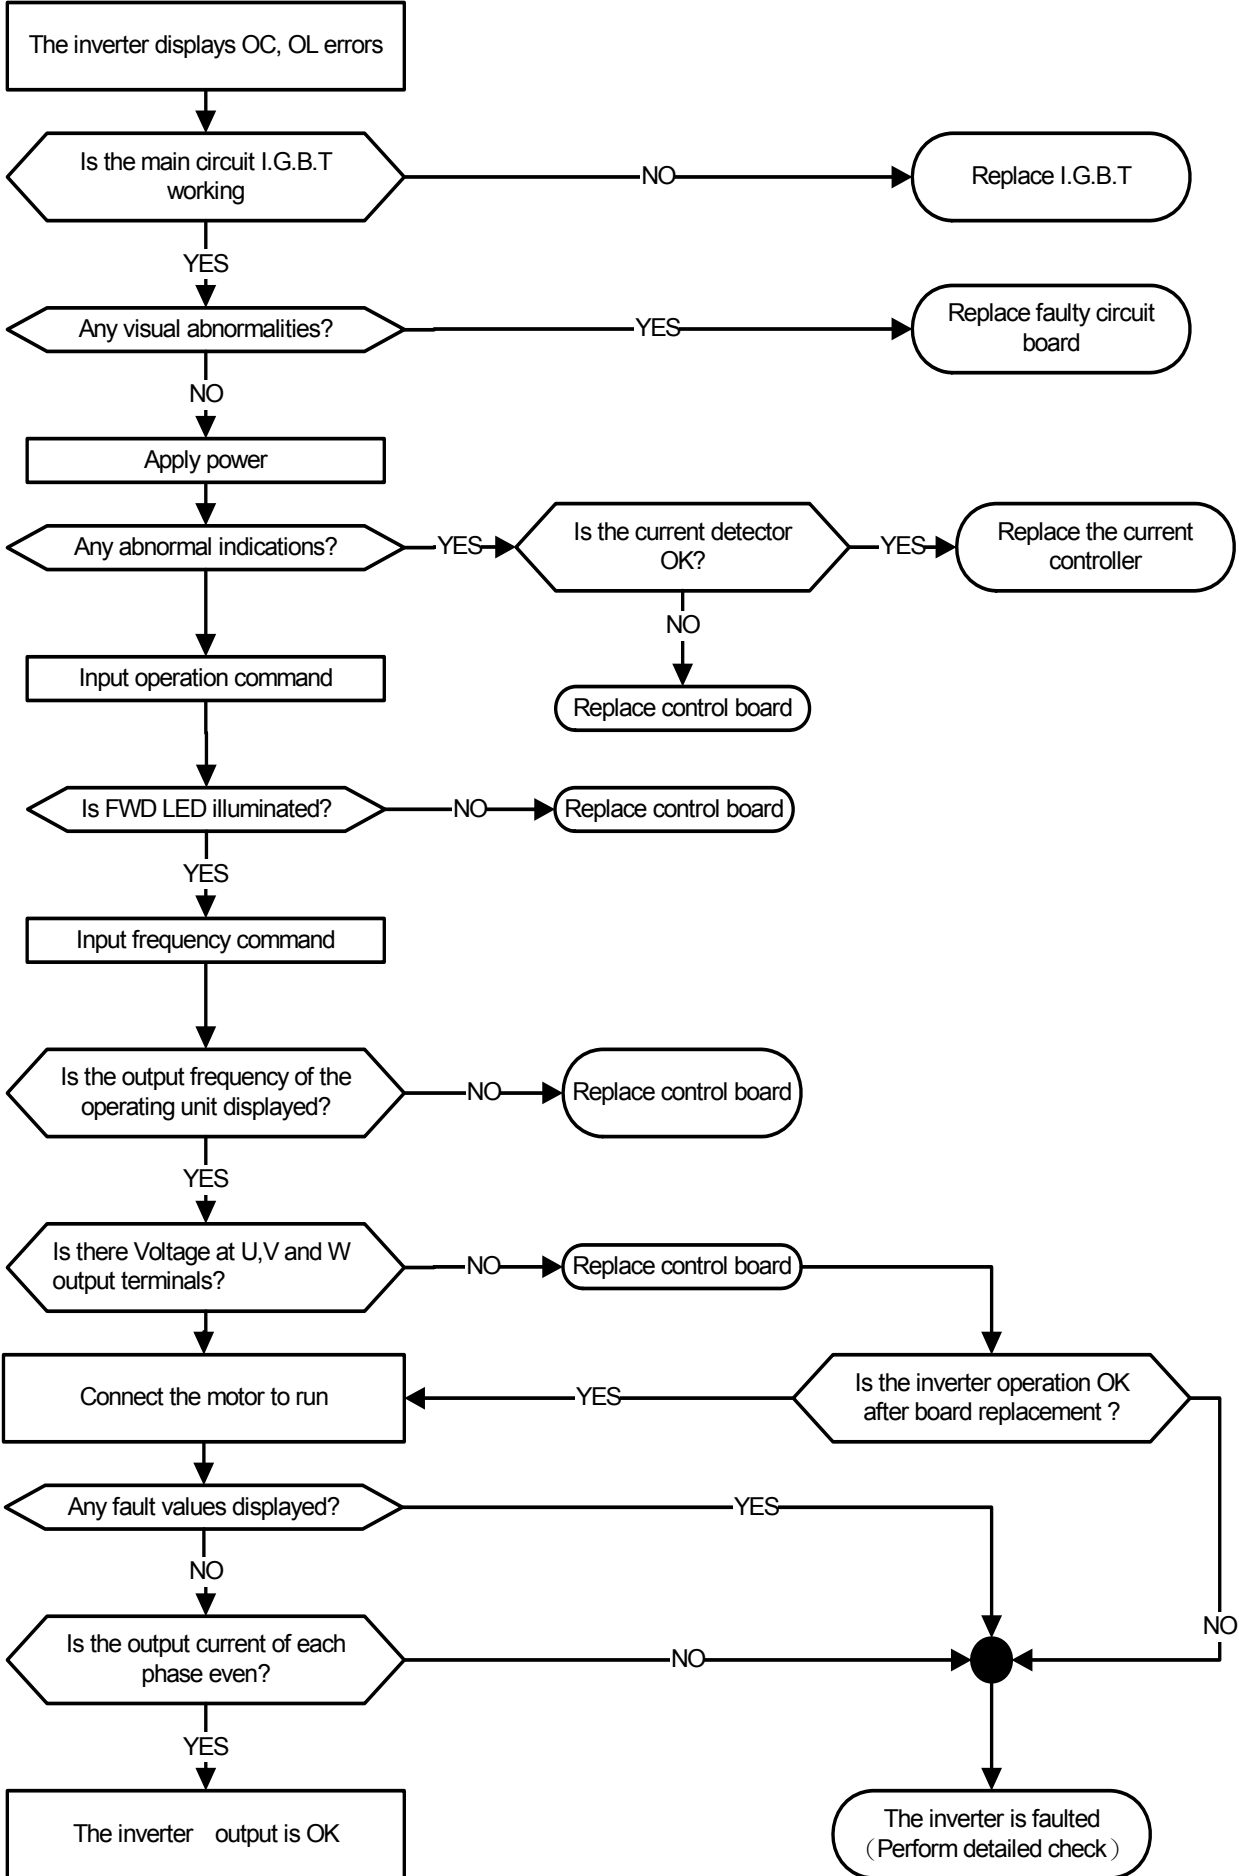 The inverter displays OC, OL errors
Is the main circuit I.G.B.T
working
NO
Replace I.G.B.T
YES
Any visual abnormalities?
YES
Replace faulty circuit
board
NO
Apply power
Any abnormal indications?
YES
Is the current detector
OK?
YES
Replace the current
controller
NO
Replace control board
Input operation command
Is FWD LED illuminated?
NO
Replace control board
YES
Input frequency command
Is the output frequency of the
operating unit displayed?
NO
Replace control board
YES
Is there Voltage at U,V and W
output terminals?
NO
Replace control board
Connect the motor to run
YES
Is the inverter operation OK
after board replacement ?
Any fault values displayed?
YES
NO
NO
Is the output current of each
phase even?
NO
YES
The inverter output is OK
The inverter is faulted
（Perform detailed check）